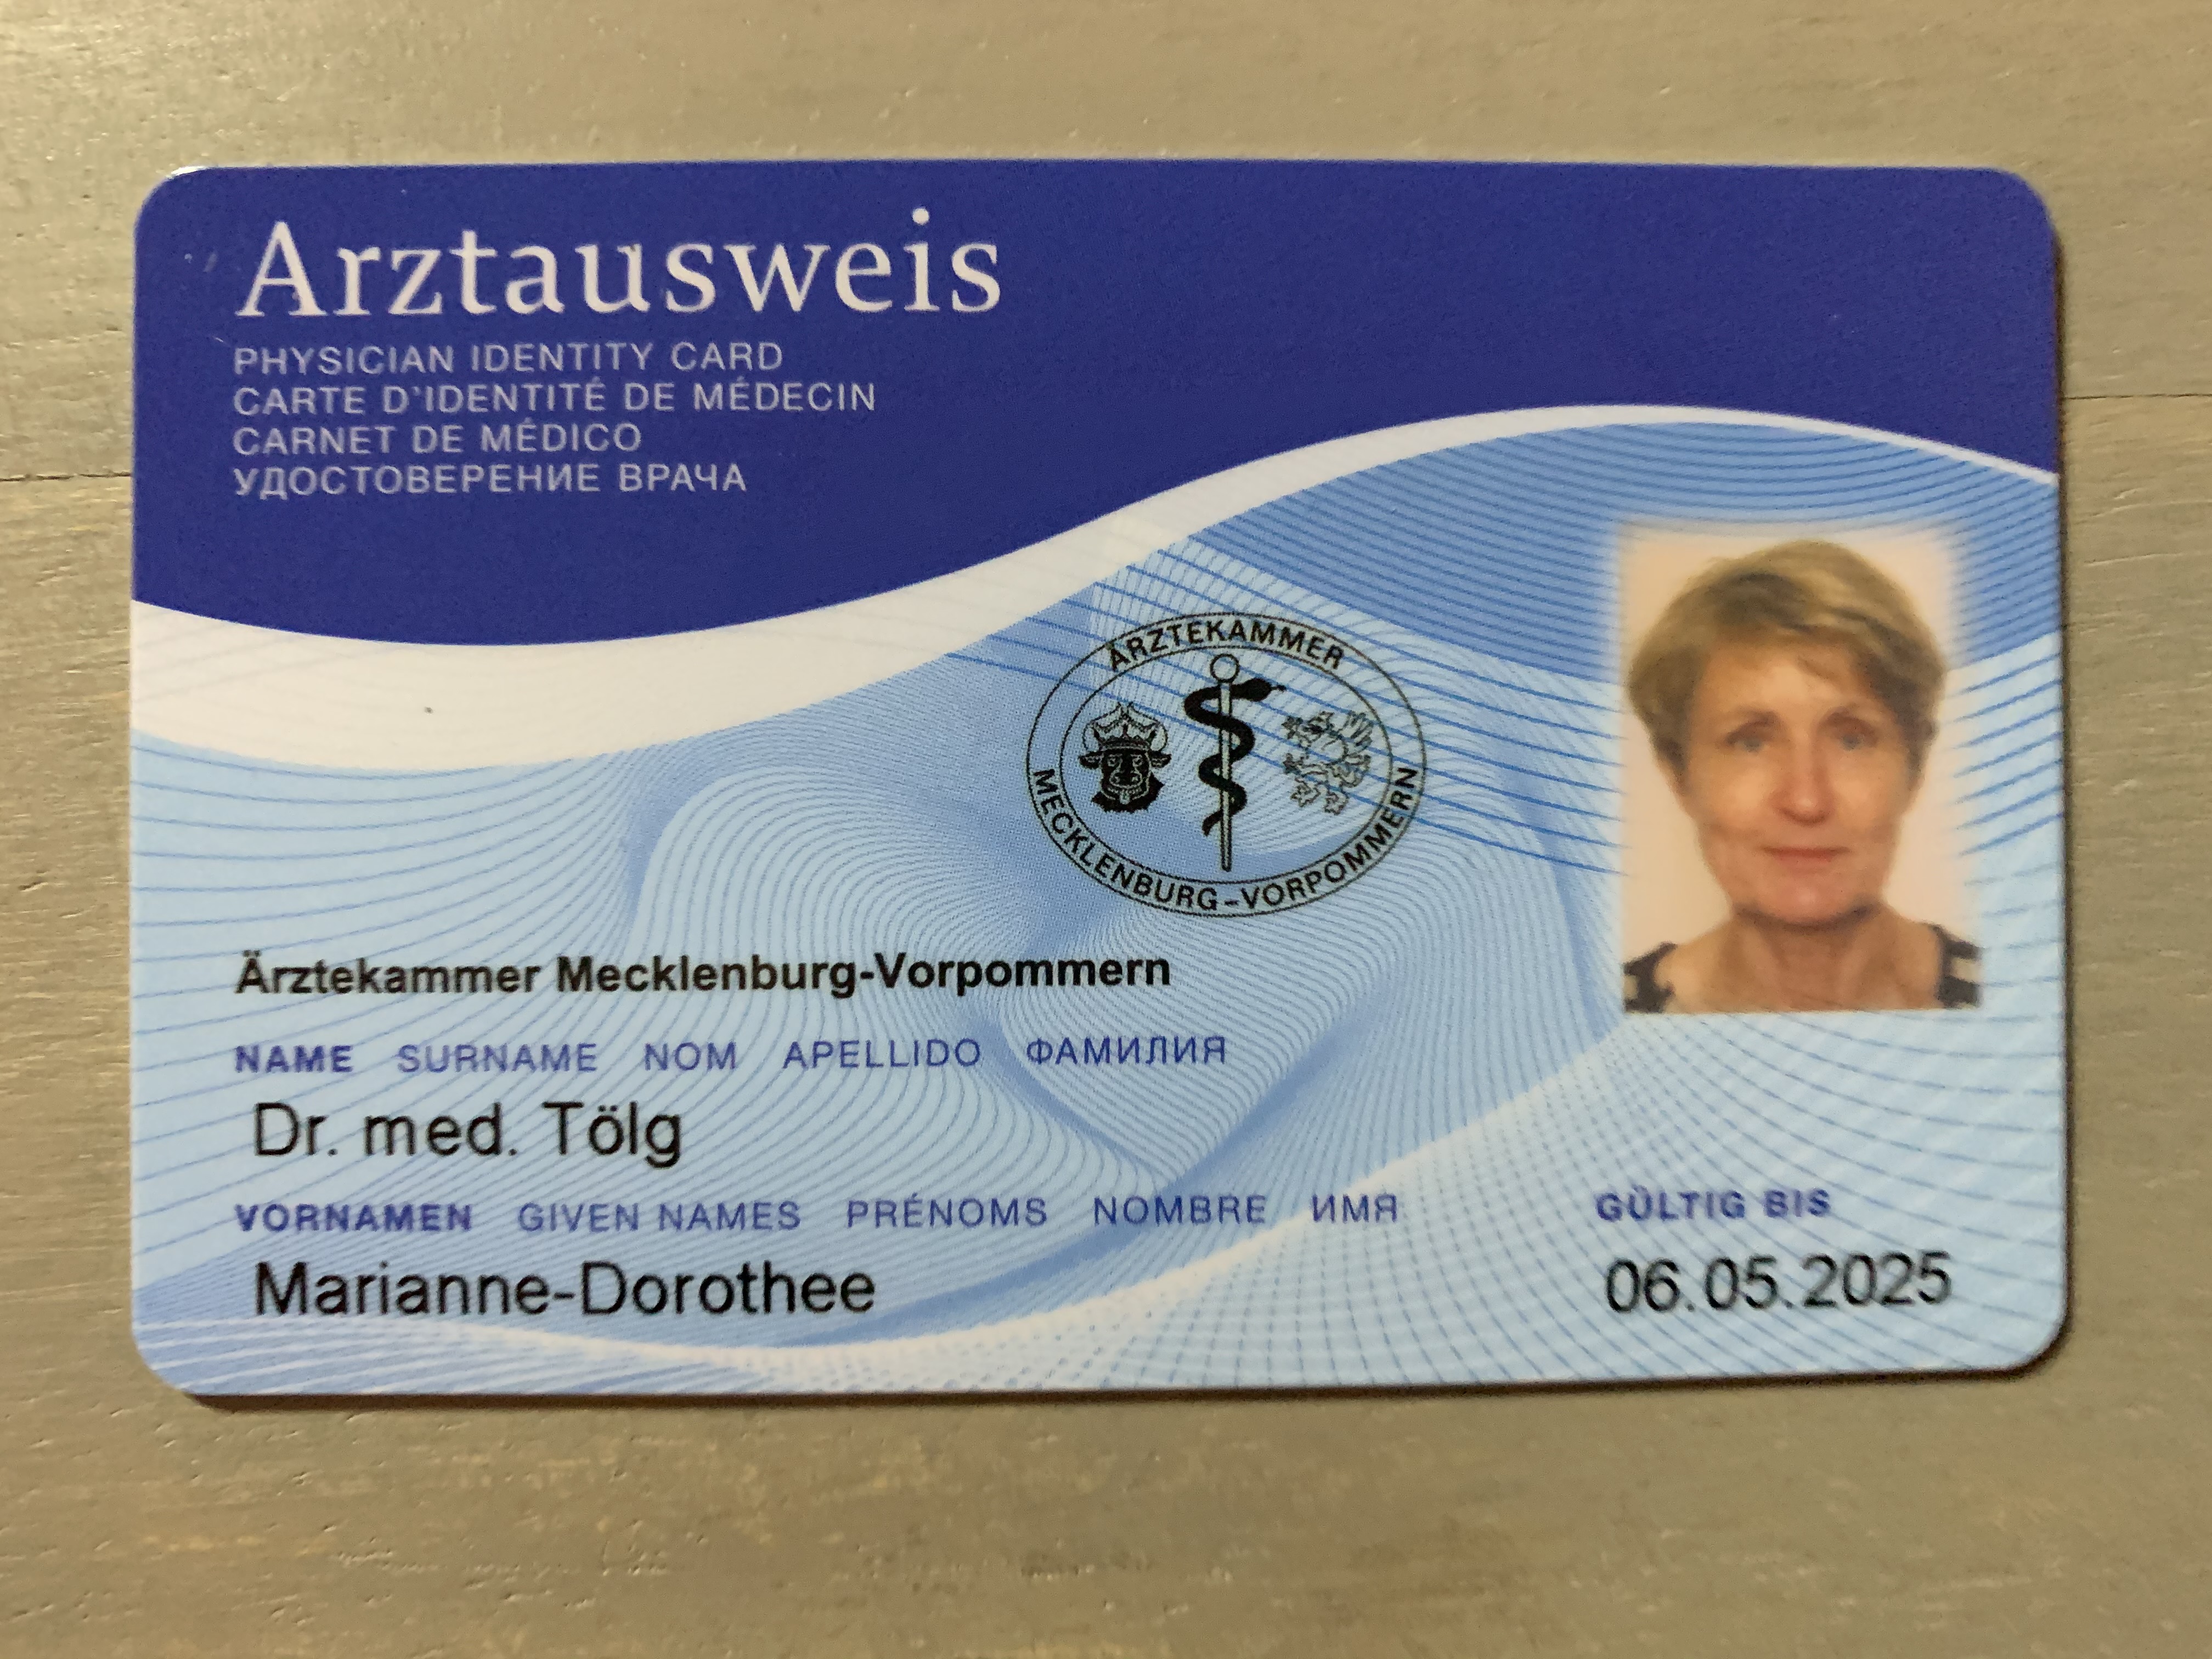 Arztausweis
PHYSICIAN IDENTITY CARD
CARTE D'IDENTITÉ DE MÉDECIN
CARNET DE MÉDICO
УДОСТОВЕРЕНИЕ ВРАЧА
ÄRZTEKAMMER
MECKLENBURG-VORPOMMERN
Ärztekammer Mecklenburg-Vorpommern
NAME SURNAME NOM APELLIDO ФАМИЛИЯ
Dr. med. Tölg
VORNAMEN GIVEN NAMES PRÉNOMS NOMBRE ИМЯ
Marianne-Dorothee
GÜLTIG BIS
06.05.2025